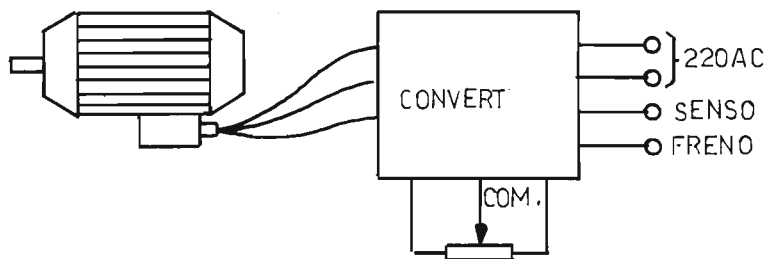 220AC
CONVERT
SENSO
FRENO
COM.